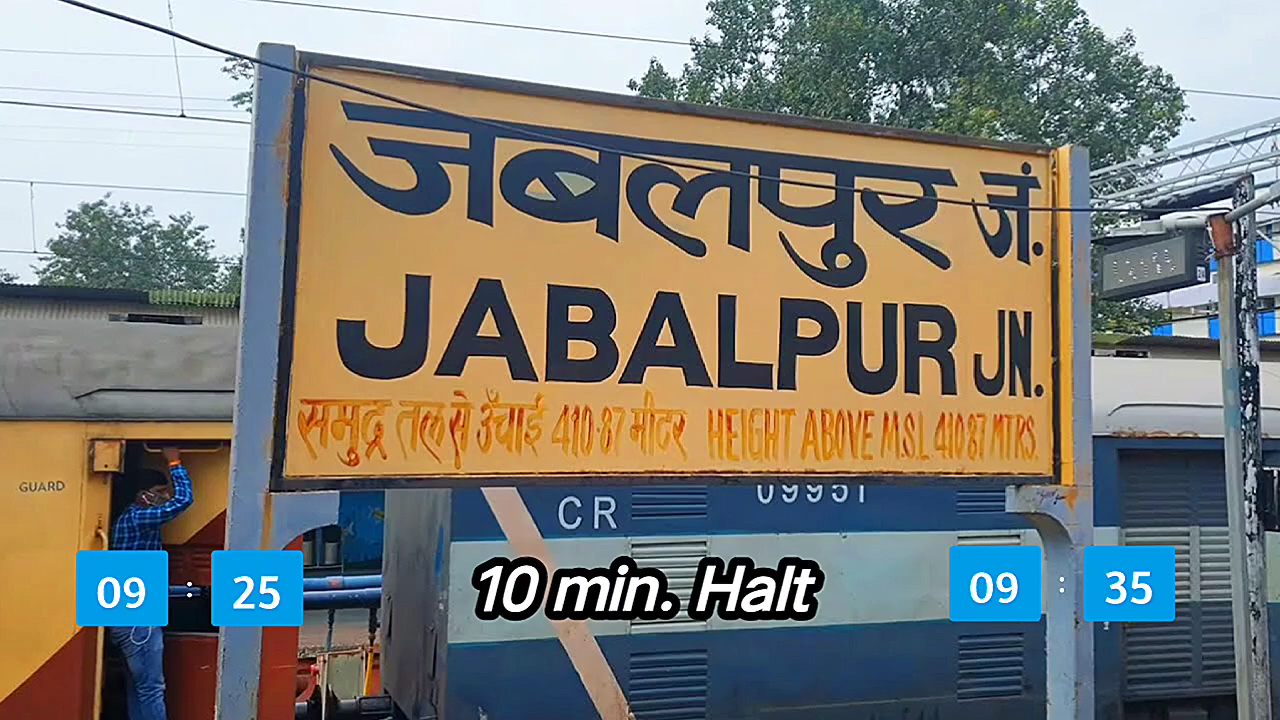 जबलपुर जं.
JABALPUR JN.
समुद्र तल से उँचाई 410.87 मीटर HEIGHT ABOVE M.S.L 410.87 MTRS.
GUARD
CR
09951
09 : 25
10 min. Halt
09 : 35